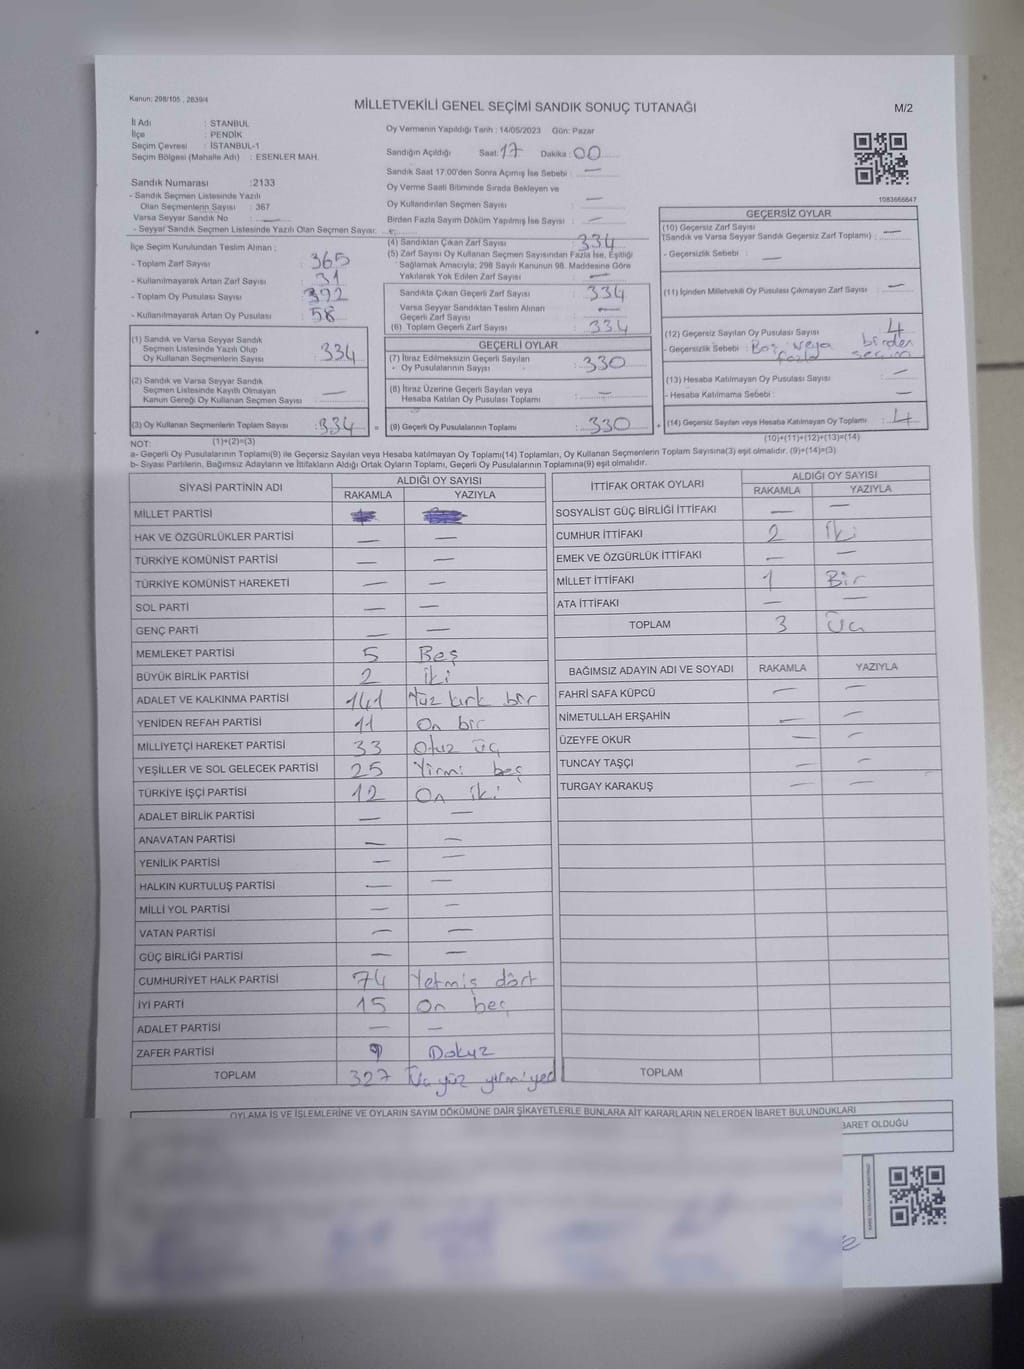 Kanun: 298/105 , 2839/4
MİLLETVEKİLİ GENEL SEÇİMİ SANDIK SONUÇ TUTANAĞI
M/2
İl Adı : STANBUL
İlçe : PENDİK
Seçim Çevresi : İSTANBUL-1
Seçim Bölgesi (Mahalle Adı) : ESENLER MAH.
Sandık Numarası :2133
- Sandık Seçmen Listesinde Yazılı
Olan Seçmenlerin Sayısı : 367
Varsa Seyyar Sandık No : —
- Seyyar Sandık Seçmen Listesinde Yazılı Olan Seçmen Sayısı:
Oy Vermenin Yapıldığı Tarih : 14/05/2023 Gün: Pazar
Sandığın Açıldığı Saat: 17 Dakika : 00
Sandık Saat 17:00'den Sonra Açımış İse Sebebi : —
Oy Verme Saati Bitiminde Sırada Bekleyen ve
Oy Kullandırılan Seçmen Sayısı : —
Birden Fazla Sayım Döküm Yapılmış İse Sayısı : —
1083666647
İlçe Seçim Kurulundan Teslim Alınan ;
- Toplam Zarf Sayısı : 365
- Kullanılmayarak Artan Zarf Sayısı : 31
- Toplam Oy Pusulası Sayısı : 392
- Kullanılmayarak Artan Oy Pusulası : 58
(1) Sandık ve Varsa Seyyar Sandık
Seçmen Listesinde Yazılı Olup
Oy Kullanan Seçmenlerin Sayısı : 334
(2) Sandık ve Varsa Seyyar Sandık
Seçmen Listesinde Kayıtlı Olmayan
Kanun Gereği Oy Kullanan Seçmen Sayısı : —
(3) Oy Kullanan Seçmenlerin Toplam Sayısı : 334 =
(4) Sandıktan Çıkan Zarf Sayısı : 334
(5) Zarf Sayısı Oy Kullanan Seçmen Sayısından Fazla İse, Eşitliği
Sağlamak Amacıyla; 298 Sayılı Kanunun 98. Maddesine Göre
Yakılarak Yok Edilen Zarf Sayısı : —
Sandıkta Çıkan Geçerli Zarf Sayısı : 334
Varsa Seyyar Sandıktan Teslim Alınan
Geçerli Zarf Sayısı : —
(6) Toplam Geçerli Zarf Sayısı : 334
GEÇERLİ OYLAR
(7) İtiraz Edilmeksizin Geçerli Sayılan
Oy Pusulalarının Sayısı : 330
(8) İtiraz Üzerine Geçerli Sayılan veya
Hesaba Katılan Oy Pusulası Toplamı : —
(9) Geçerli Oy Pusulalarının Toplamı : 330 +
GEÇERSİZ OYLAR
(10) Geçersiz Zarf Sayısı
(Sandık ve Varsa Seyyar Sandık Geçersiz Zarf Toplamı) : —
- Geçersizlik Sebebi : —
(11) İçinden Milletvekili Oy Pusulası Çıkmayan Zarf Sayısı : —
(12) Geçersiz Sayılan Oy Pusulası Sayısı : 4
- Geçersizlik Sebebi : Boş veya birden
fazla seçim
(13) Hesaba Katılmayan Oy Pusulası Sayısı : —
- Hesaba Katılmama Sebebi : —
(14) Geçersiz Sayılan veya Hesaba Katılmayan Oy Toplamı : 4
NOT: (1)+(2)=(3)
(10)+(11)+(12)+(13)=(14)
a- Geçerli Oy Pusulalarının Toplamı(9) ile Geçersiz Sayılan veya Hesaba katılmayan Oy Toplamı(14) Toplamları, Oy Kullanan Seçmenlerin Toplam Sayısına(3) eşit olmalıdır. (9)+(14)=(3)
b- Siyasi Partilerin, Bağımsız Adayların ve İttifakların Aldığı Ortak Oyların Toplamı, Geçerli Oy Pusulalarının Toplamına(9) eşit olmalıdır.
SİYASİ PARTİNİN ADI ALDIĞI OY SAYISI
RAKAMLA YAZIYLA
MİLLET PARTİSİ
HAK VE ÖZGÜRLÜKLER PARTİSİ — —
TÜRKİYE KOMÜNİST PARTİSİ — —
TÜRKİYE KOMÜNİST HAREKETİ — —
SOL PARTİ — —
GENÇ PARTİ — —
MEMLEKET PARTİSİ 5 Beş
BÜYÜK BİRLİK PARTİSİ 2 İki
ADALET VE KALKINMA PARTİSİ 141 Yüz kırk bir
YENİDEN REFAH PARTİSİ 11 On bir
MİLLİYETÇİ HAREKET PARTİSİ 33 Otuz üç
YEŞİLLER VE SOL GELECEK PARTİSİ 25 Yirmi beş
TÜRKİYE İŞÇİ PARTİSİ 12 On iki
ADALET BİRLİK PARTİSİ — —
ANAVATAN PARTİSİ — —
YENİLİK PARTİSİ — —
HALKIN KURTULUŞ PARTİSİ — —
MİLLİ YOL PARTİSİ — —
VATAN PARTİSİ — —
GÜÇ BİRLİĞİ PARTİSİ — —
CUMHURİYET HALK PARTİSİ 74 Yetmiş dört
İYİ PARTİ 15 On beş
ADALET PARTİSİ — —
ZAFER PARTİSİ 9 Dokuz
TOPLAM 327 Üç yüz yirmi yedi
İTTİFAK ORTAK OYLARI ALDIĞI OY SAYISI
RAKAMLA YAZIYLA
SOSYALİST GÜÇ BİRLİĞİ İTTİFAKI — —
CUMHUR İTTİFAKI 2 İki
EMEK VE ÖZGÜRLÜK İTTİFAKI — —
MİLLET İTTİFAKI 1 Bir
ATA İTTİFAKI — —
TOPLAM 3 Üç
BAĞIMSIZ ADAYIN ADI VE SOYADI RAKAMLA YAZIYLA
FAHRİ SAFA KÜPCÜ — —
NİMETULLAH ERŞAHİN — —
ÜZEYFE OKUR — —
TUNCAY TAŞÇI — —
TURGAY KARAKUŞ — —
TOPLAM
OYLAMA İŞ VE İŞLEMLERİNE VE OYLARIN SAYIM DÖKÜMÜNE DAİR ŞİKAYETLERLE BUNLARA AİT KARARLARIN NELERDEN İBARET BULUNDUKLARI
BARET OLDUĞU